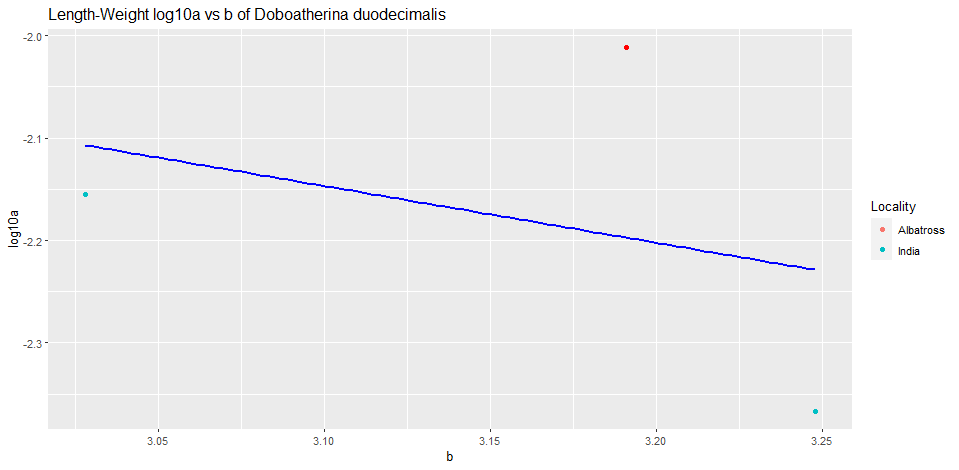 Length-Weight log10a vs b of Doboatherina duodecimalis
-2.0
-2.1
-2.2
-2.3
log10a
3.05
3.10
3.15
3.20
3.25
b
Locality
Albatross
India